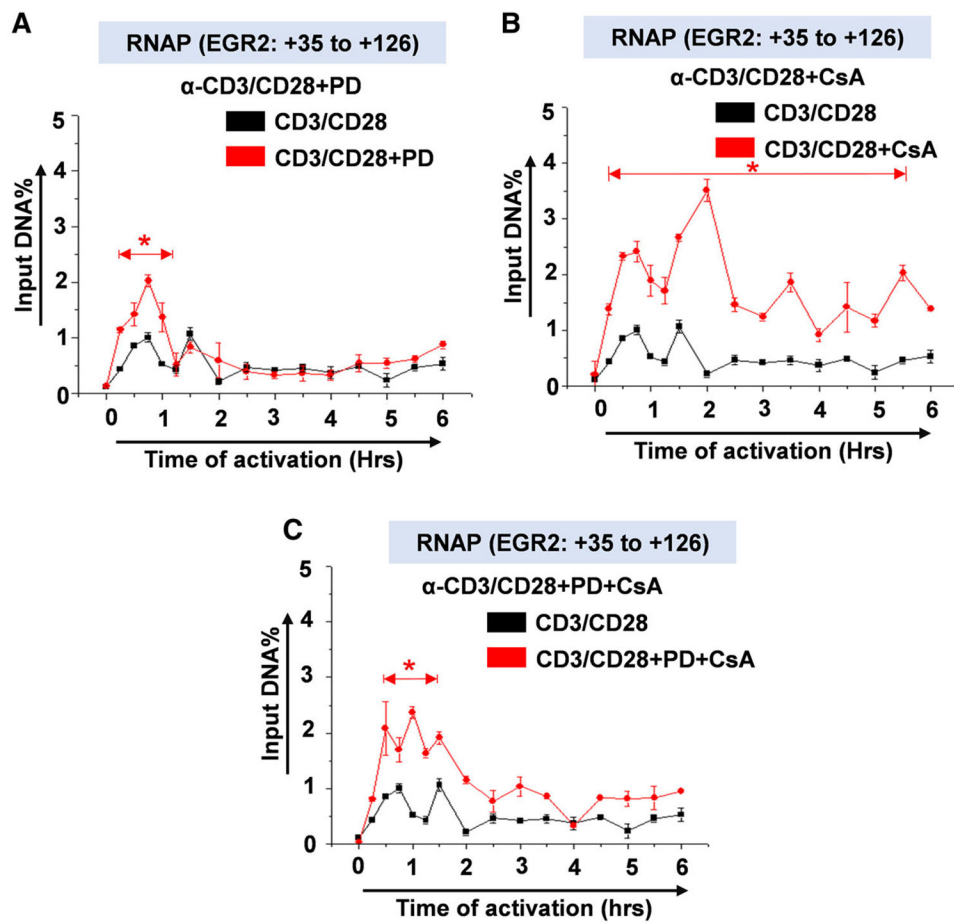 A
RNAP (EGR2: +35 to +126)
α-CD3/CD28+PD
CD3/CD28
CD3/CD28+PD
Input DNA%
5
4
3
2
1
0
*
0 1 2 3 4 5 6
Time of activation (Hrs)
B
RNAP (EGR2: +35 to +126)
α-CD3/CD28+CsA
CD3/CD28
CD3/CD28+CsA
Input DNA%
5
4
3
2
1
0
*
0 1 2 3 4 5 6
Time of activation (Hrs)
C
RNAP (EGR2: +35 to +126)
α-CD3/CD28+PD+CsA
CD3/CD28
CD3/CD28+PD+CsA
Input DNA%
5
4
3
2
1
0
*
0 1 2 3 4 5 6
Time of activation (hrs)